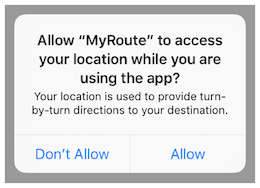 Allow “MyRoute” to access
your location while you are
using the app?
Your location is used to provide turn-
by-turn directions to your destination.
Don’t Allow
Allow